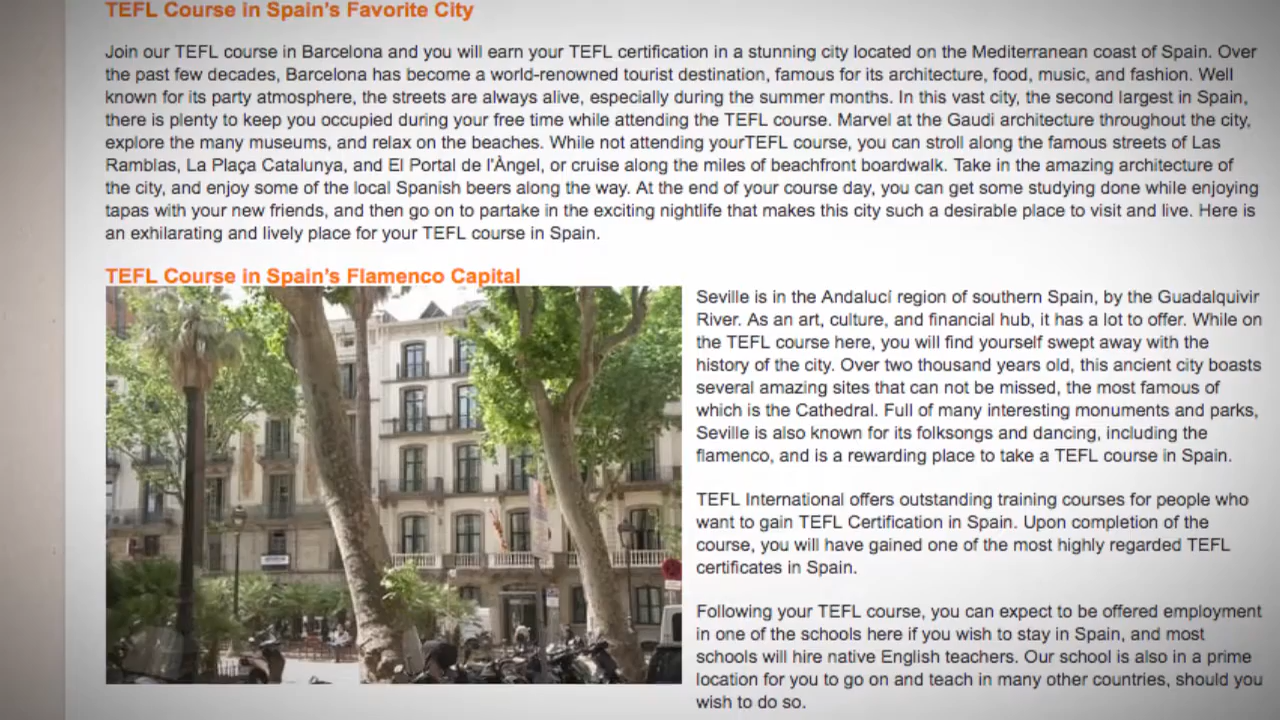 TEFL Course in Spain's Favorite City
Join our TEFL course in Barcelona and you will earn your TEFL certification in a stunning city located on the Mediterranean coast of Spain. Over
the past few decades, Barcelona has become a world-renowned tourist destination, famous for its architecture, food, music, and fashion. Well
known for its party atmosphere, the streets are always alive, especially during the summer months. In this vast city, the second largest in Spain,
there is plenty to keep you occupied during your free time while attending the TEFL course. Marvel at the Gaudi architecture throughout the city,
explore the many museums, and relax on the beaches. While not attending yourTEFL course, you can stroll along the famous streets of Las
Ramblas, La Plaça Catalunya, and El Portal de l'Àngel, or cruise along the miles of beachfront boardwalk. Take in the amazing architecture of
the city, and enjoy some of the local Spanish beers along the way. At the end of your course day, you can get some studying done while enjoying
tapas with your new friends, and then go on to partake in the exciting nightlife that makes this city such a desirable place to visit and live. Here is
an exhilarating and lively place for your TEFL course in Spain.
TEFL Course in Spain's Flamenco Capital
Seville is in the Andalucí region of southern Spain, by the Guadalquivir
River. As an art, culture, and financial hub, it has a lot to offer. While on
the TEFL course here, you will find yourself swept away with the
history of the city. Over two thousand years old, this ancient city boasts
several amazing sites that can not be missed, the most famous of
which is the Cathedral. Full of many interesting monuments and parks,
Seville is also known for its folksongs and dancing, including the
flamenco, and is a rewarding place to take a TEFL course in Spain.
TEFL International offers outstanding training courses for people who
want to gain TEFL Certification in Spain. Upon completion of the
course, you will have gained one of the most highly regarded TEFL
certificates in Spain.
Following your TEFL course, you can expect to be offered employment
in one of the schools here if you wish to stay in Spain, and most
schools will hire native English teachers. Our school is also in a prime
location for you to go on and teach in many other countries, should you
wish to do so.